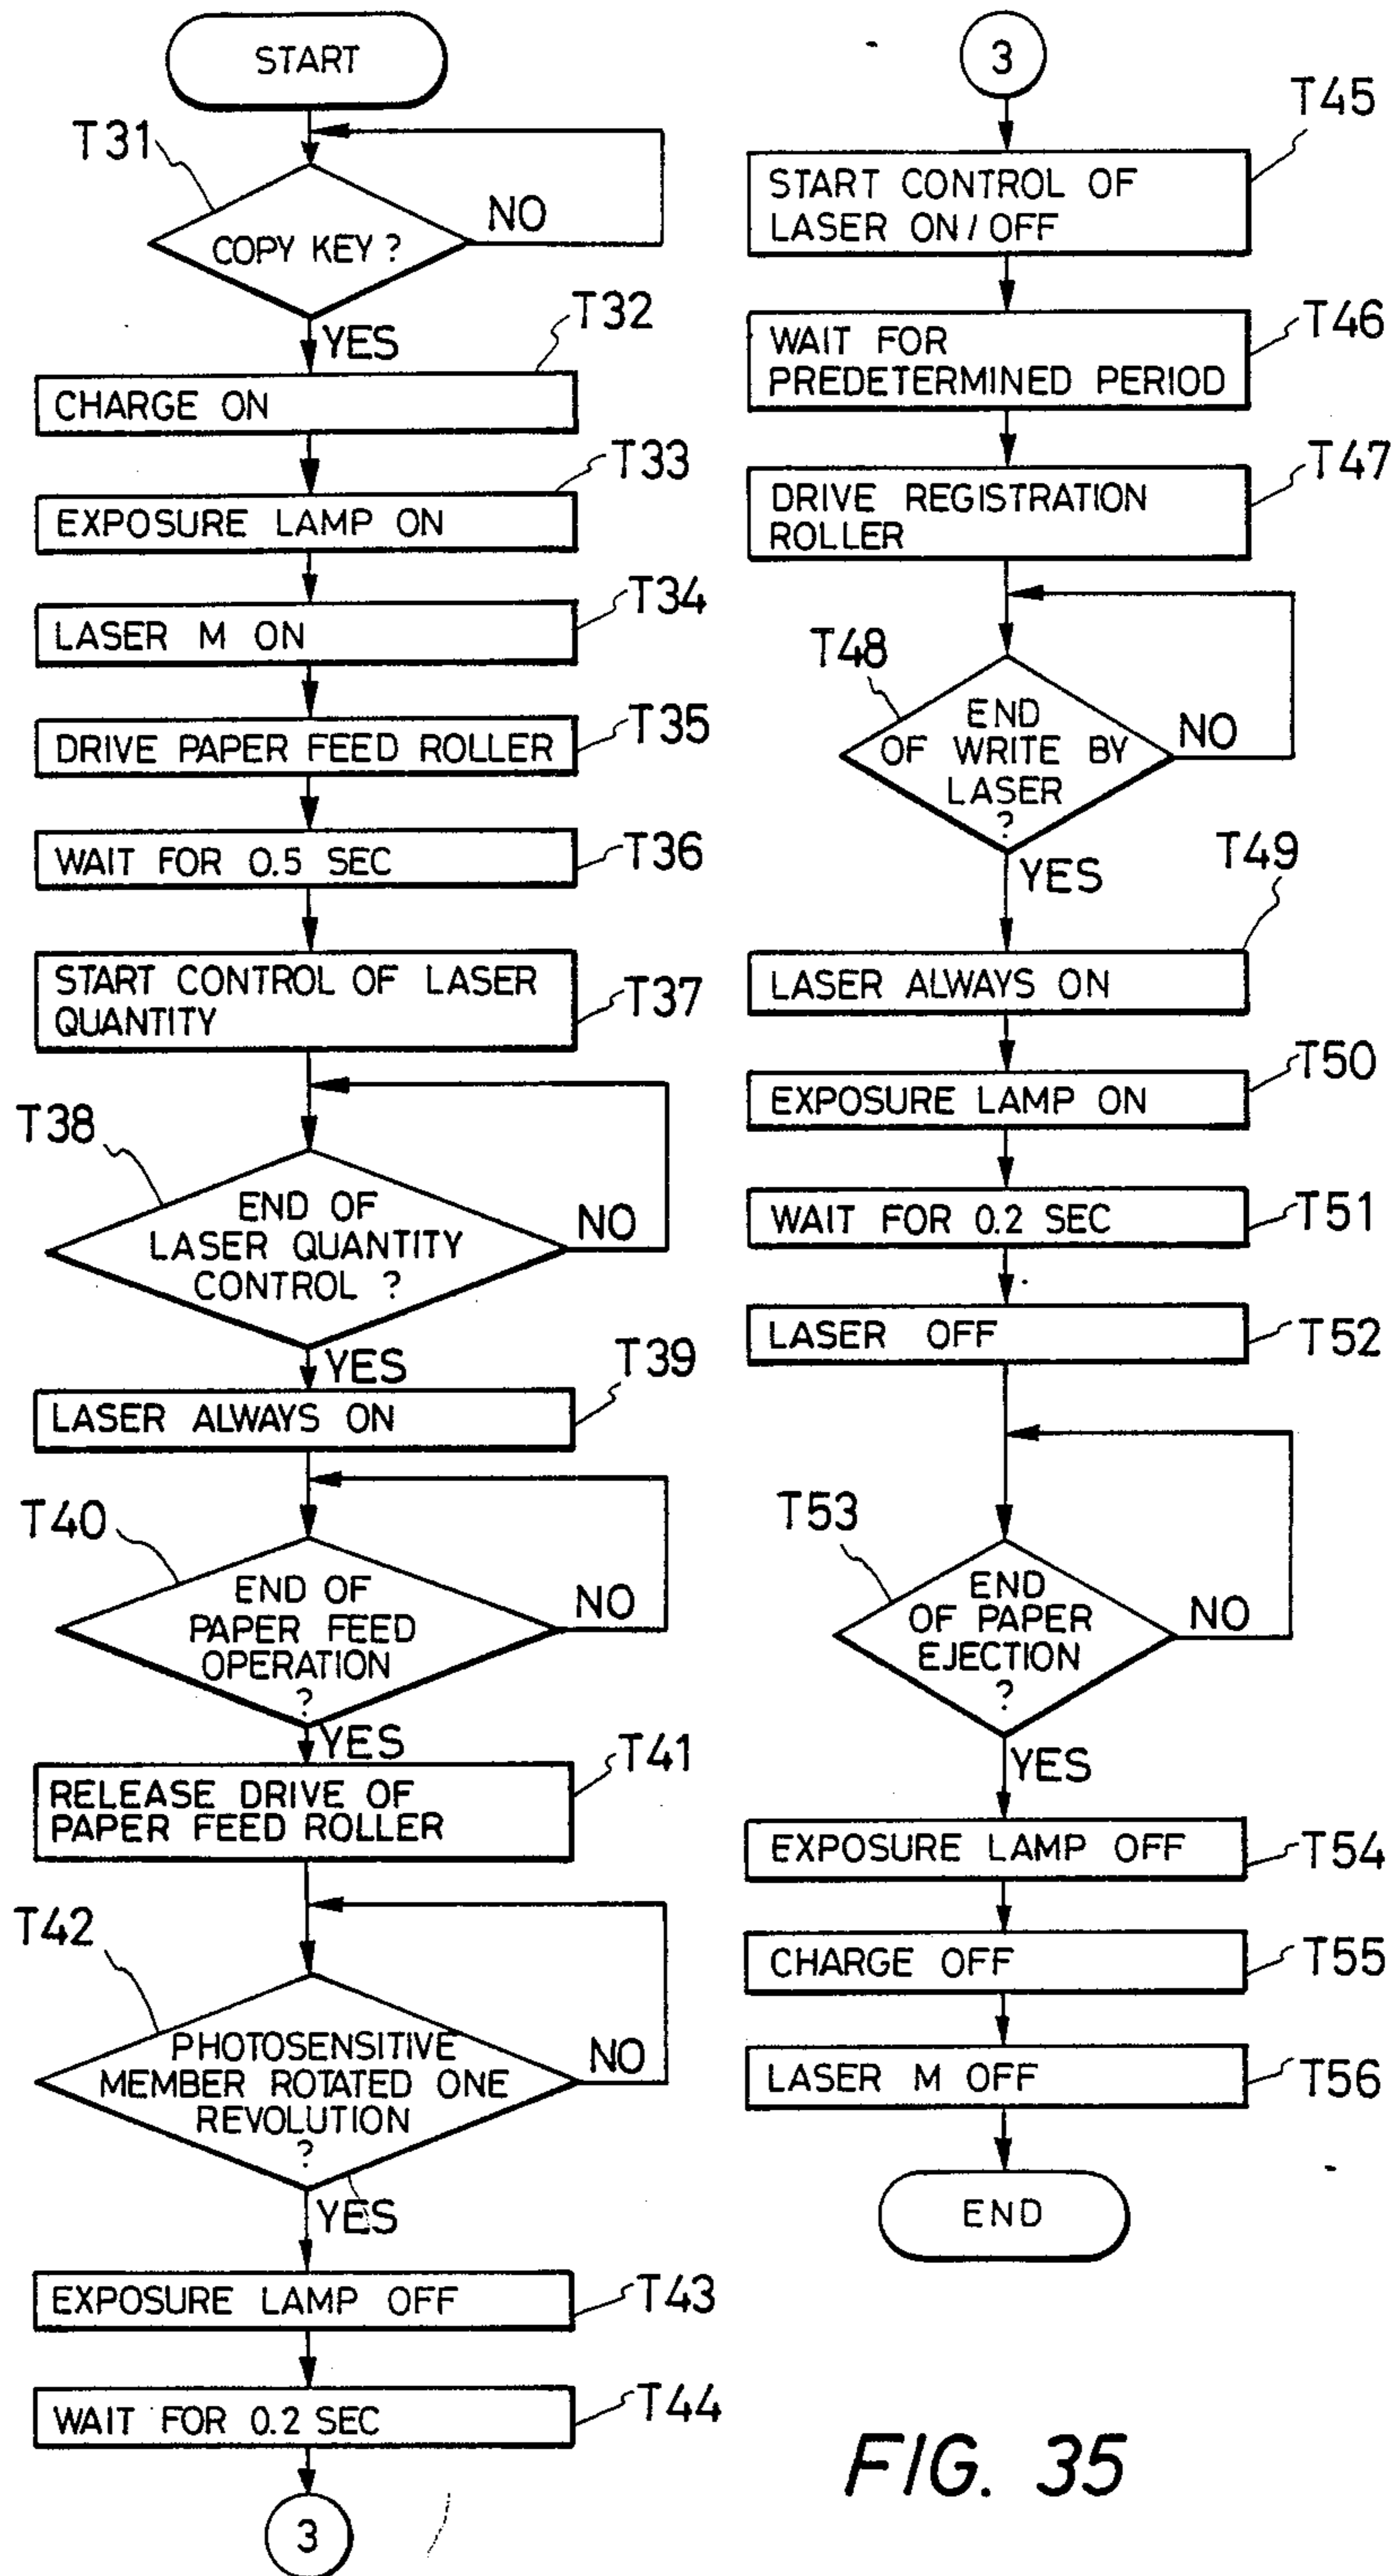 START
T31
COPY KEY ?
NO
YES
T32
CHARGE ON
T33
EXPOSURE LAMP ON
T34
LASER M ON
T35
DRIVE PAPER FEED ROLLER
T36
WAIT FOR 0.5 SEC
T37
START CONTROL OF LASER
QUANTITY
T38
END OF
LASER QUANTITY
CONTROL ?
NO
YES
T39
LASER ALWAYS ON
T40
END OF
PAPER FEED
OPERATION
?
NO
YES
T41
RELEASE DRIVE OF
PAPER FEED ROLLER
T42
PHOTOSENSITIVE
MEMBER ROTATED ONE
REVOLUTION
?
NO
YES
T43
EXPOSURE LAMP OFF
T44
WAIT FOR 0.2 SEC
3
3
T45
START CONTROL OF
LASER ON / OFF
T46
WAIT FOR
PREDETERMINED PERIOD
T47
DRIVE REGISTRATION
ROLLER
T48
END
OF WRITE BY
LASER
?
NO
YES
T49
LASER ALWAYS ON
T50
EXPOSURE LAMP ON
T51
WAIT FOR 0.2 SEC
T52
LASER OFF
T53
END
OF PAPER
EJECTION
?
NO
YES
T54
EXPOSURE LAMP OFF
T55
CHARGE OFF
T56
LASER M OFF
END
FIG. 35